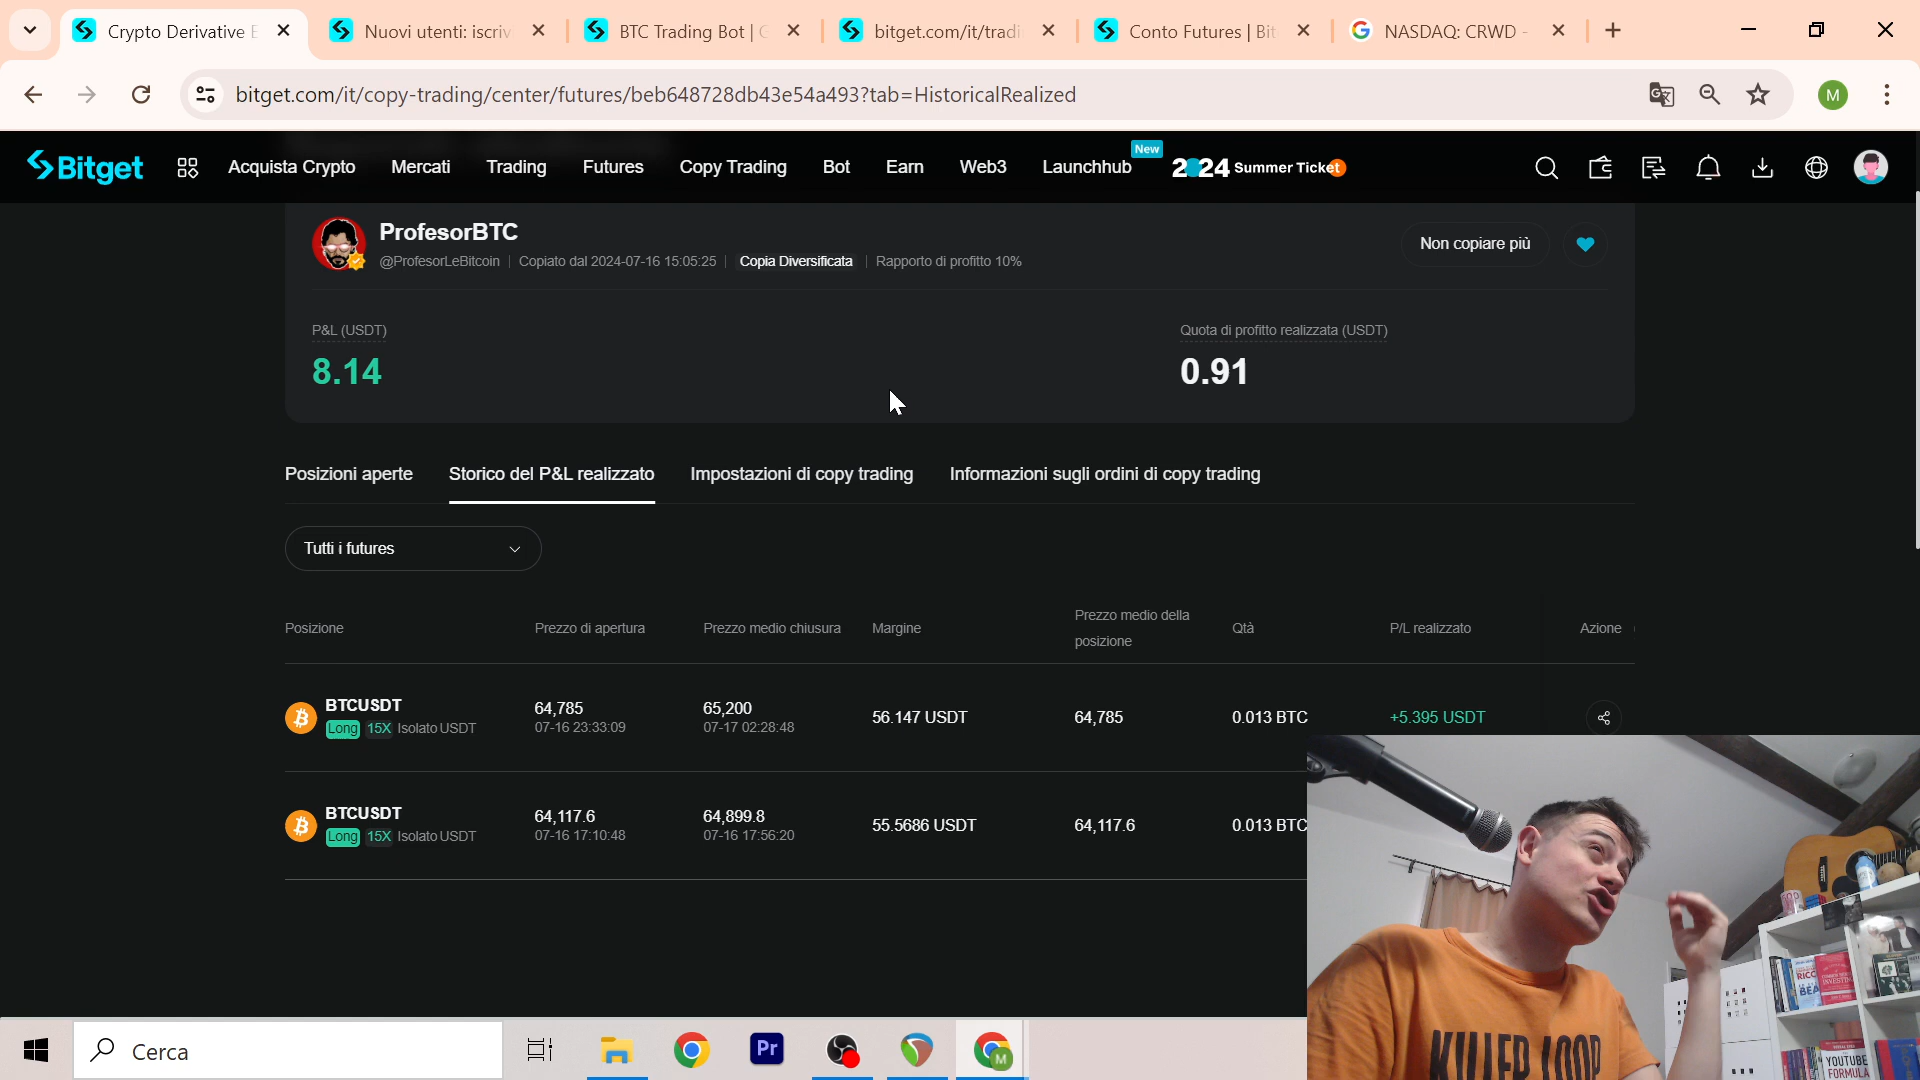 Crypto Derivative E
Nuovi utenti: iscriv
BTC Trading Bot | G
bitget.com/it/tradi
Conto Futures | Bit
NASDAQ: CRWD -
bitget.com/it/copy-trading/center/futures/beb648728db43e54a493?tab=HistoricalRealized
M
Bitget
Acquista Crypto
Mercati
Trading
Futures
Copy Trading
Bot
Earn
Web3
Launchhub
New
2024 Summer Ticket
ProfesorBTC
@ProfesorLeBitcoin | Copiato dal 2024-07-16 15:05:25 | Copia Diversificata | Rapporto di profitto 10%
Non copiare più
P&L (USDT)
Quota di profitto realizzata (USDT)
8.14
0.91
Posizioni aperte
Storico del P&L realizzato
Impostazioni di copy trading
Informazioni sugli ordini di copy trading
Tutti i futures
Posizione
Prezzo di apertura
Prezzo medio chiusura
Margine
Prezzo medio della posizione
Qtà
P/L realizzato
Azione
BTCUSDT
Long 15X Isolato USDT
64,785
07-16 23:33:09
65,200
07-17 02:28:48
56.147 USDT
64,785
0.013 BTC
+5.395 USDT
BTCUSDT
Long 15X Isolato USDT
64,117.6
07-16 17:10:48
64,899.8
07-16 17:56:20
55.5686 USDT
64,117.6
0.013 BTC
KILLER LOOP
YOUTUBE
FORMULA
Cerca
Pr
M